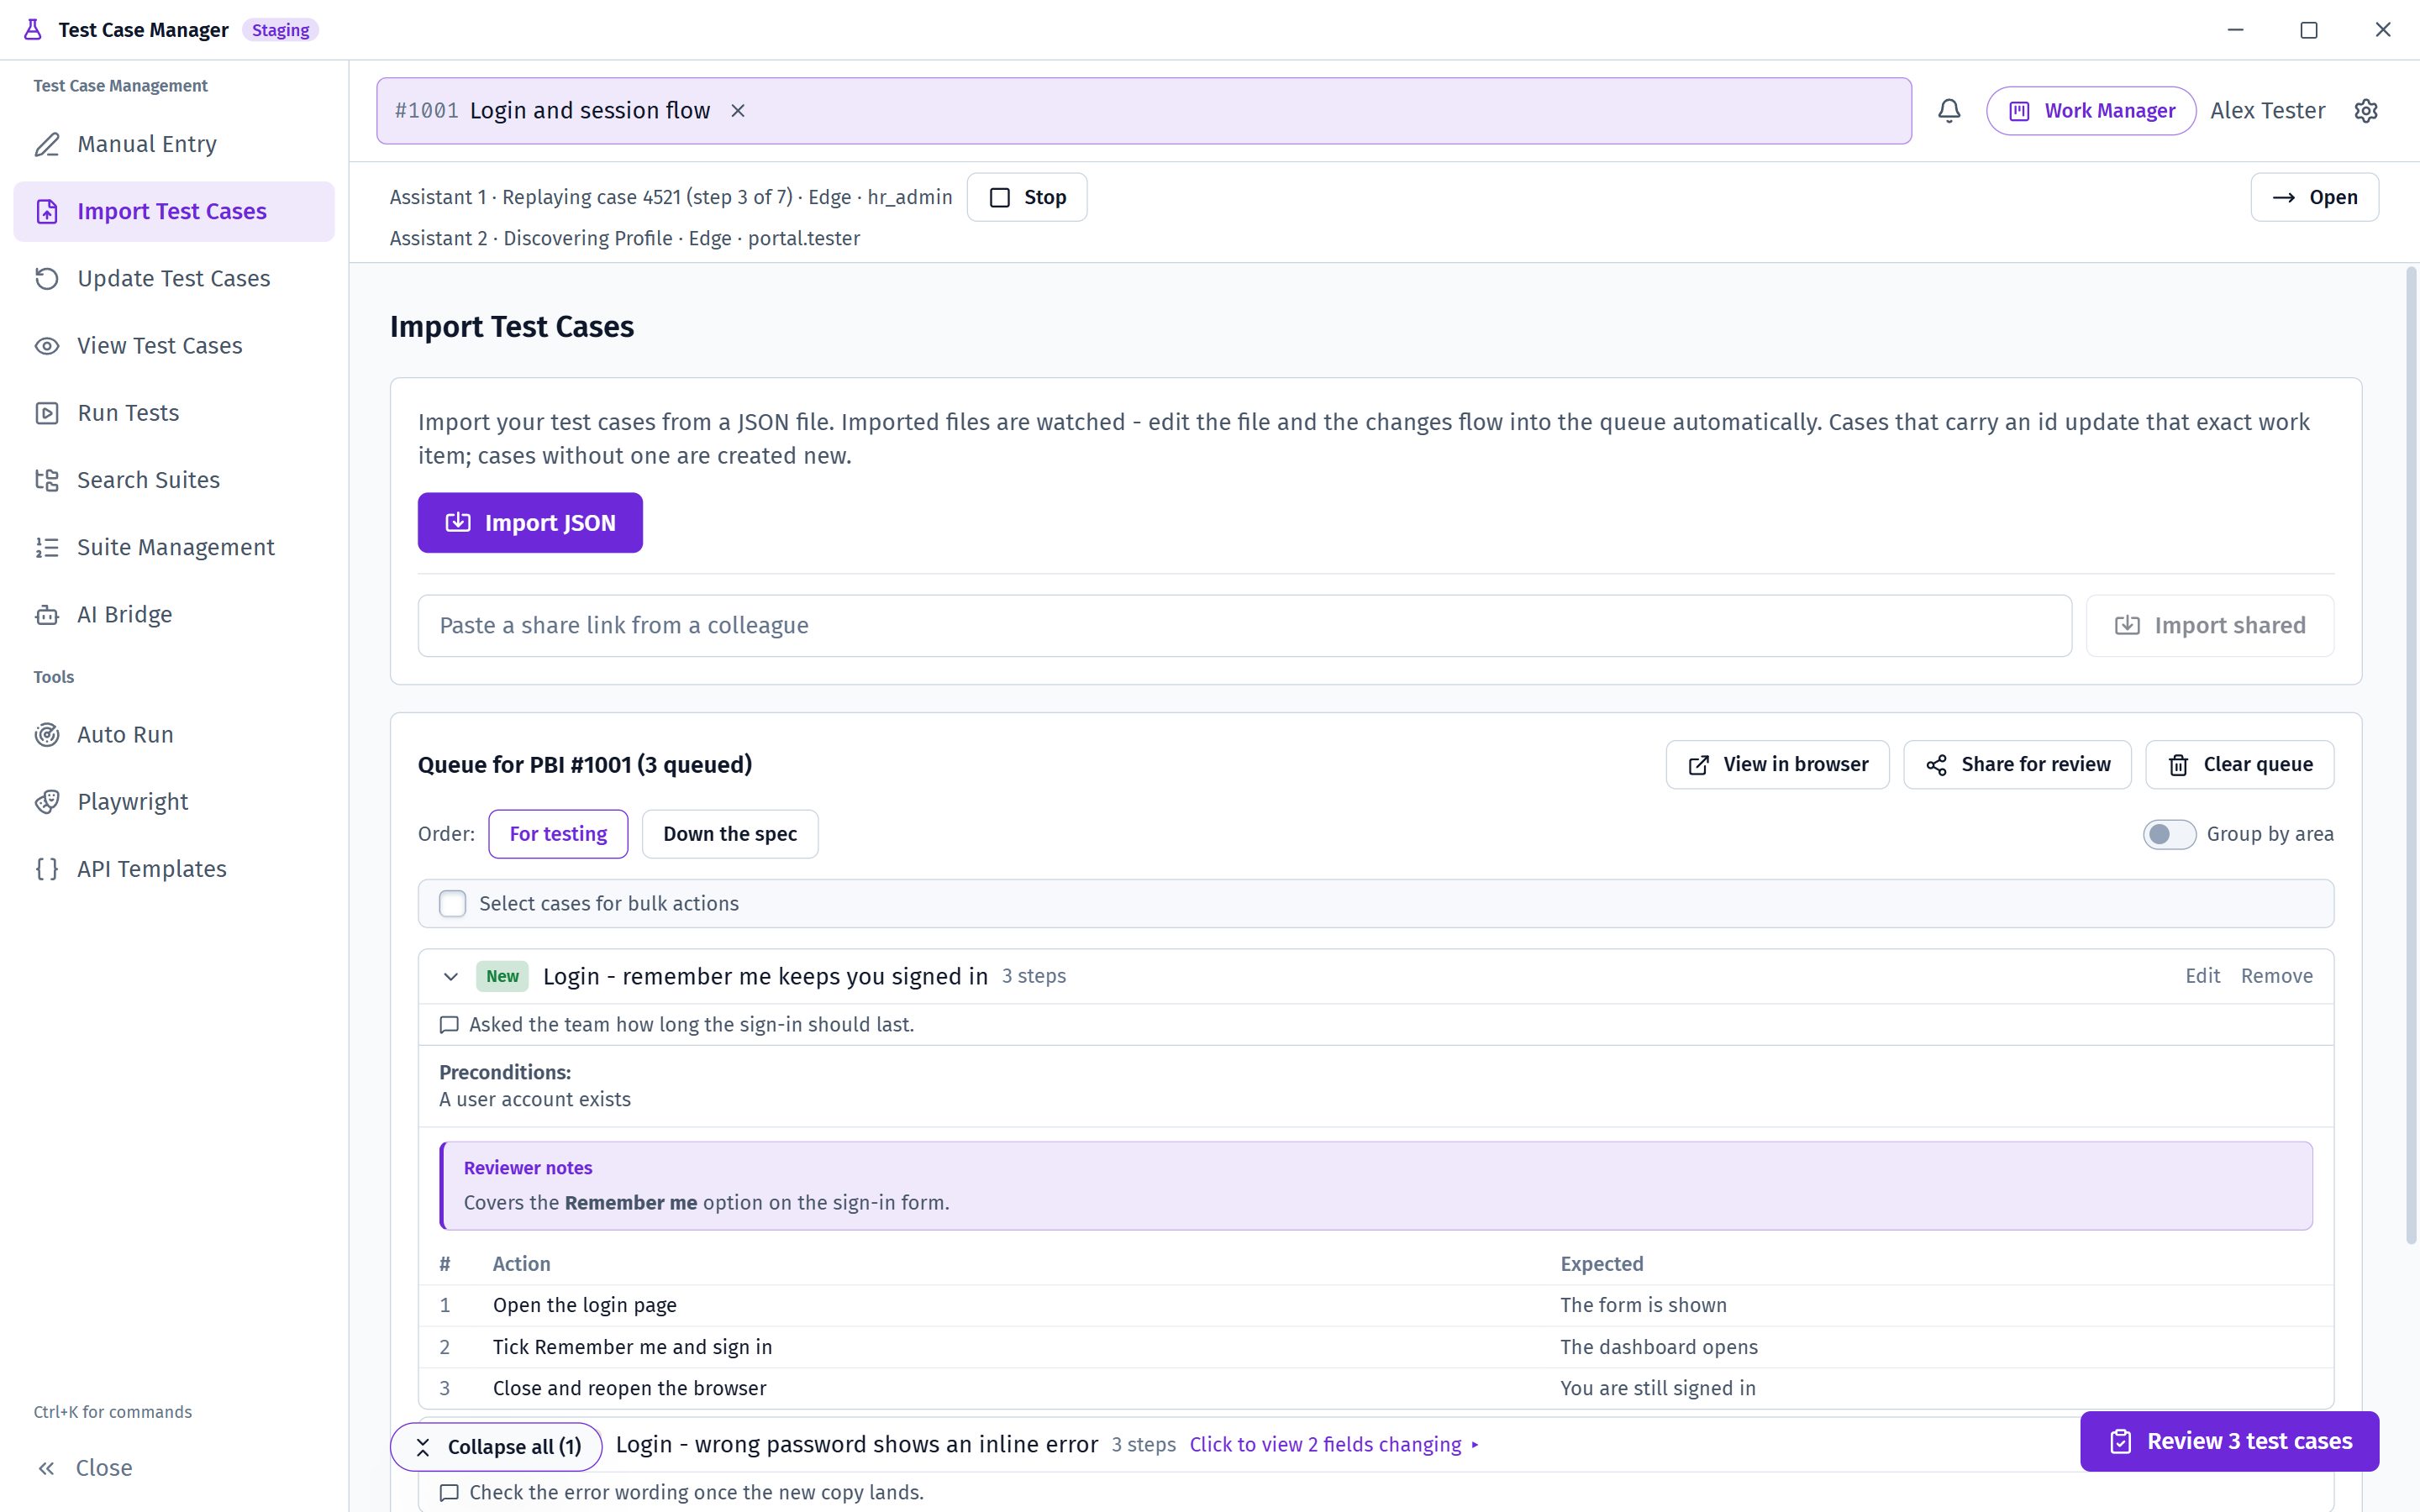 Test Case Manager Staging
Test Case Management
Manual Entry
Import Test Cases
Update Test Cases
View Test Cases
Run Tests
Search Suites
Suite Management
AI Bridge
Tools
Auto Run
Playwright
API Templates
Ctrl+K for commands
Close
#1001 Login and session flow
Work Manager
Alex Tester
Assistant 1 · Replaying case 4521 (step 3 of 7) · Edge · hr_admin
Stop
Open
Assistant 2 · Discovering Profile · Edge · portal.tester
Import Test Cases
Import your test cases from a JSON file. Imported files are watched - edit the file and the changes flow into the queue automatically. Cases that carry an id update that exact work
item; cases without one are created new.
Import JSON
Paste a share link from a colleague
Import shared
Queue for PBI #1001 (3 queued)
View in browser
Share for review
Clear queue
Order: For testing Down the spec
Group by area
Select cases for bulk actions
New Login - remember me keeps you signed in 3 steps
Edit Remove
Asked the team how long the sign-in should last.
Preconditions:
A user account exists
Reviewer notes
Covers the Remember me option on the sign-in form.
# Action Expected
1 Open the login page The form is shown
2 Tick Remember me and sign in The dashboard opens
3 Close and reopen the browser You are still signed in
Collapse all (1)
Login - wrong password shows an inline error 3 steps Click to view 2 fields changing ▸
Review 3 test cases
Check the error wording once the new copy lands.